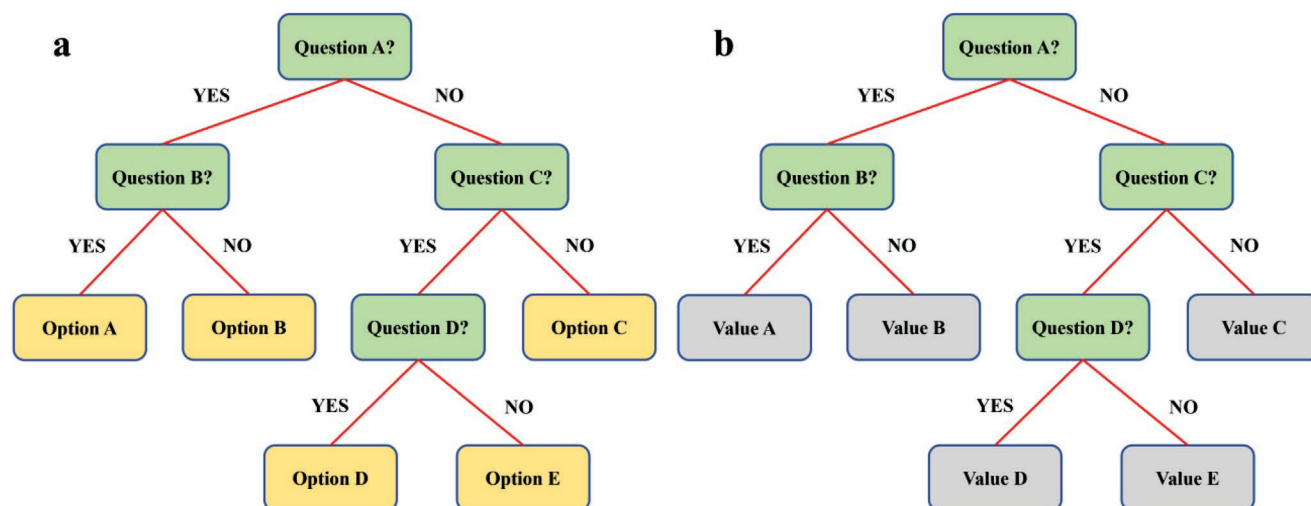 a
Question A?
YES
NO
Question B?
Question C?
YES
NO
YES
NO
Option A
Option B
Question D?
Option C
YES
NO
Option D
Option E
b
Question A?
YES
NO
Question B?
Question C?
YES
NO
YES
NO
Value A
Value B
Question D?
Value C
YES
NO
Value D
Value E